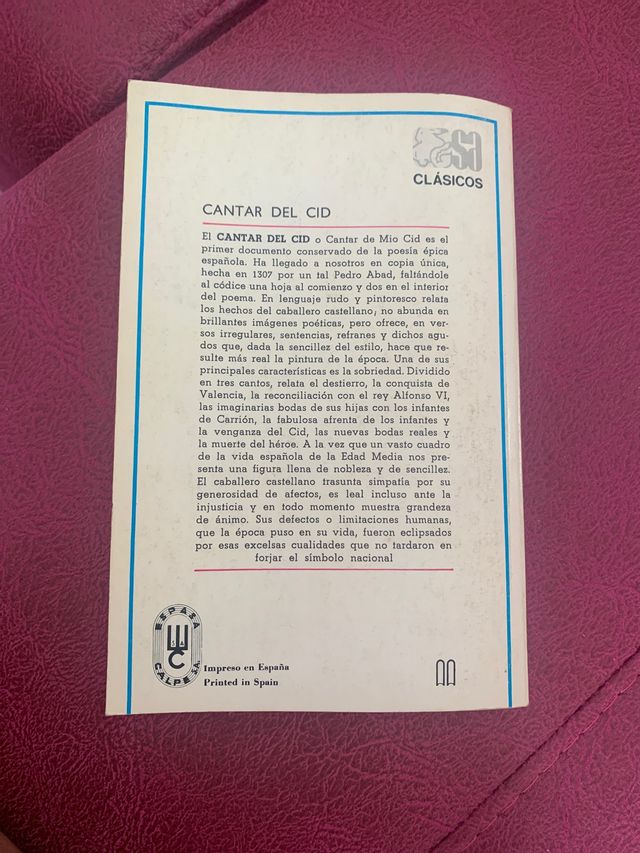 CLÁSICOS
CANTAR DEL CID
El CANTAR DEL CID o Cantar de Mio Cid es el
primer documento conservado de la poesía épica
española. Ha llegado a nosotros en copia única,
hecha en 1307 por un tal Pedro Abad, faltándole
al códice una hoja al comienzo y dos en el interior
del poema. En lenguaje rudo y pintoresco relata
los hechos del caballero castellano; no abunda en
brillantes imágenes poéticas, pero ofrece, en ver-
sos irregulares, sentencias, refranes y dichos agu-
dos que, dada la sencillez del estilo, hace que re-
sulte más real la pintura de la época. Una de sus
principales características es la sobriedad. Dividido
en tres cantos, relata el destierro, la conquista de
Valencia, la reconciliación con el rey Alfonso VI,
las imaginarias bodas de sus hijas con los infantes
de Carrión, la fabulosa afrenta de los infantes y
la venganza del Cid, las nuevas bodas reales y
la muerte del héroe. A la vez que un vasto cuadro
de la vida española de la Edad Media nos pre-
senta una figura llena de nobleza y de sencillez.
El caballero castellano trasunta simpatía por su
generosidad de afectos, es leal incluso ante la
injusticia y en todo momento muestra grandeza
de ánimo. Sus defectos o limitaciones humanas,
que la época puso en su vida, fueron eclipsados
por esas excelsas cualidades que no tardaron en
forjar el símbolo nacional
ESPASA
CALPE S.A.
Impreso en España
Printed in Spain